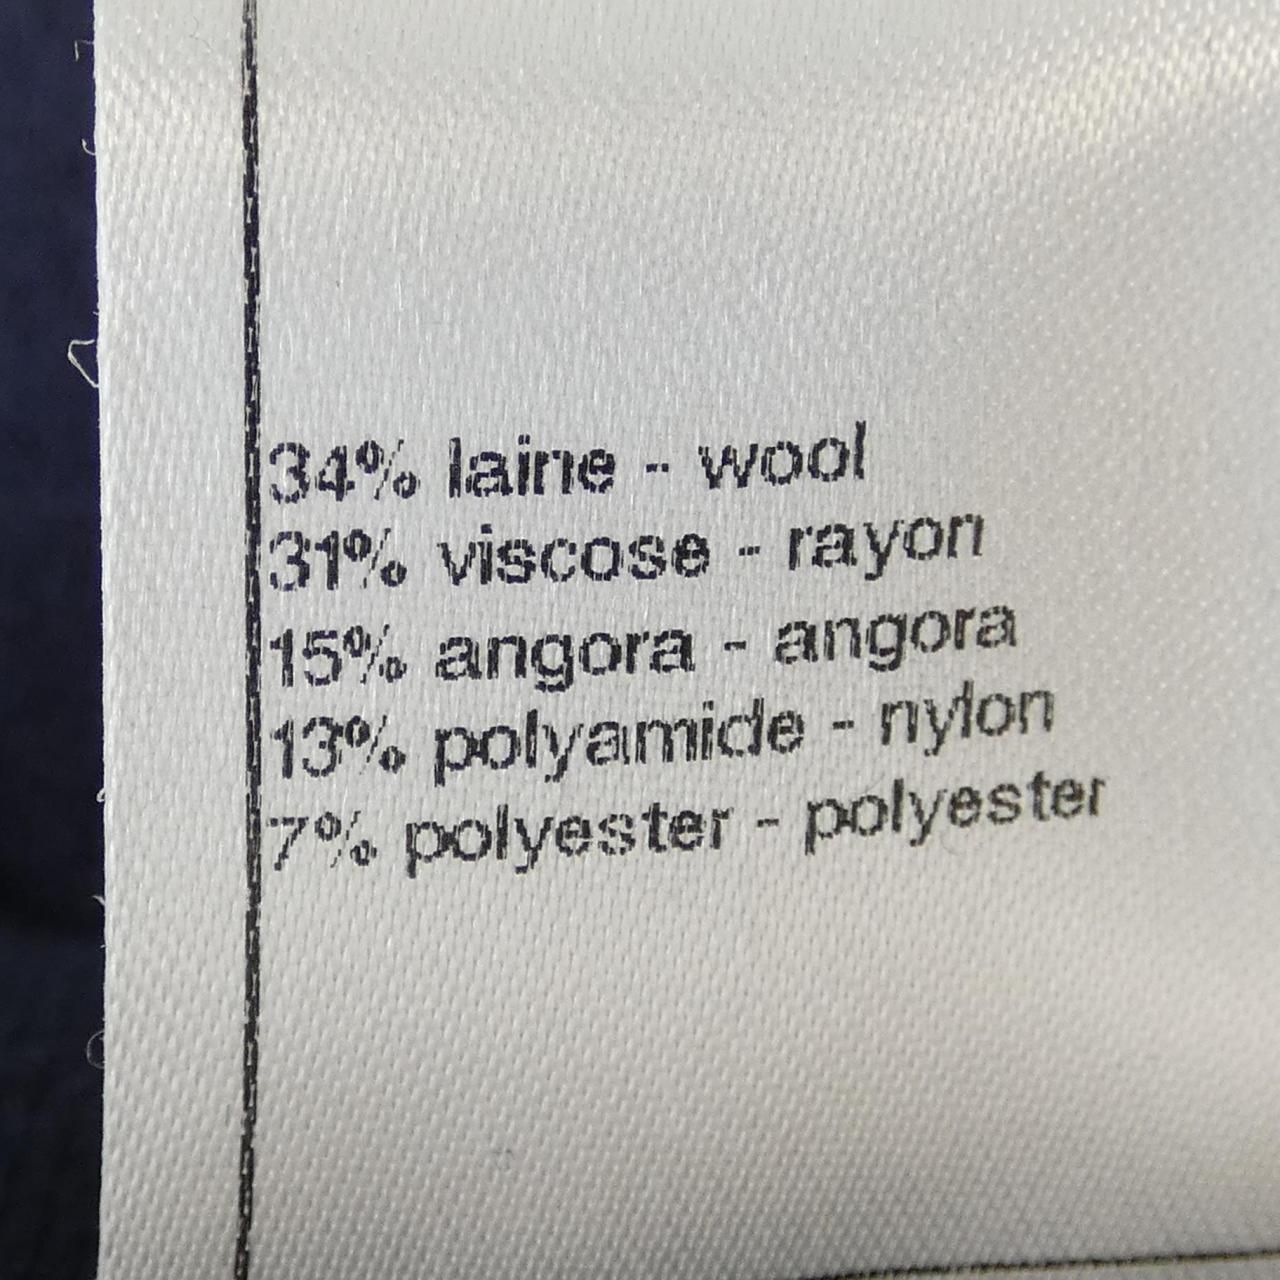 34% laine - wool
31% viscose - rayon
15% angora - angora
13% polyamide - nylon
7% polyester - polyester